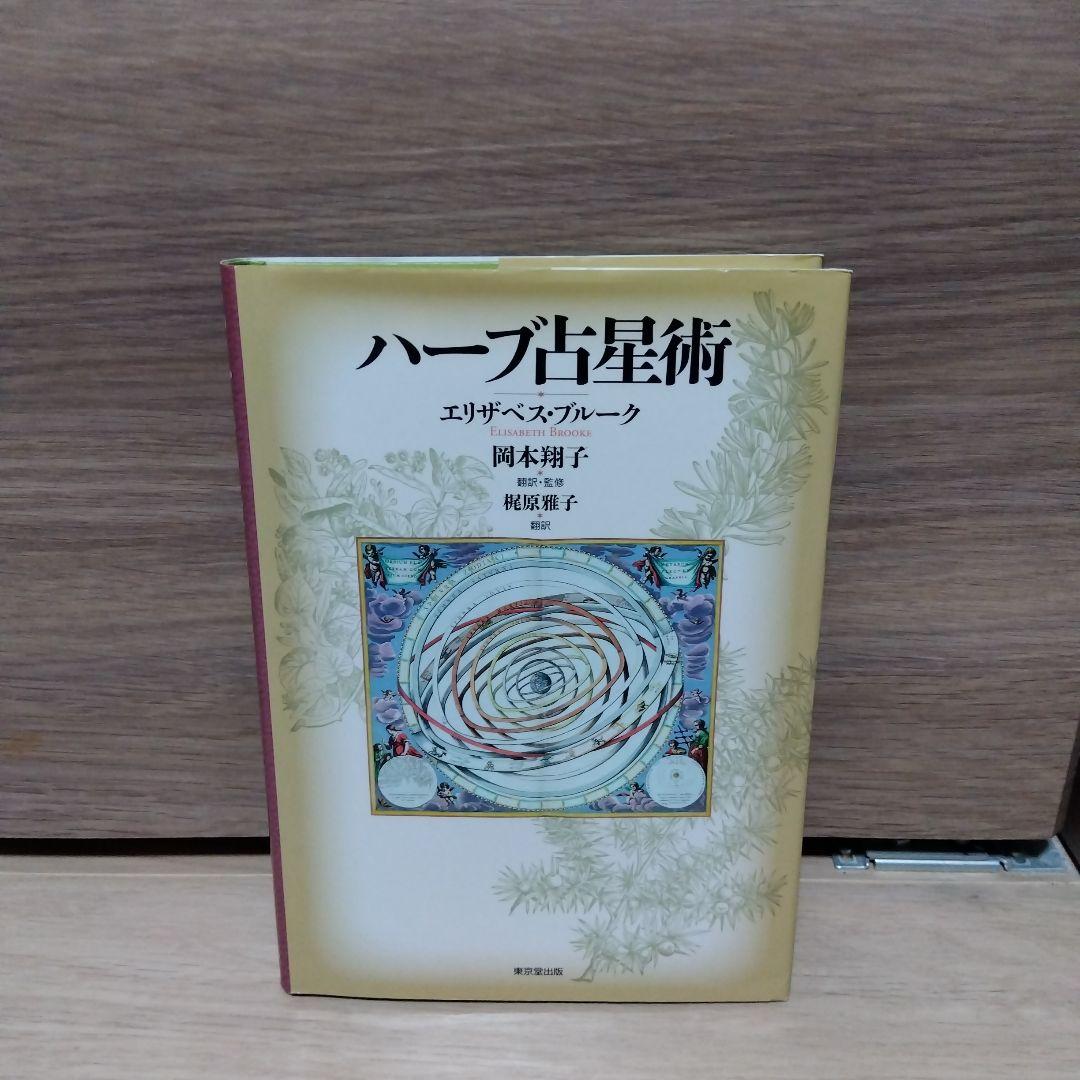 ハーブ占星術
エリザベス・ブルーク
ELISABETH BROOKE
岡本翔子
翻訳・監修
梶原雅子
翻訳
東京堂出版